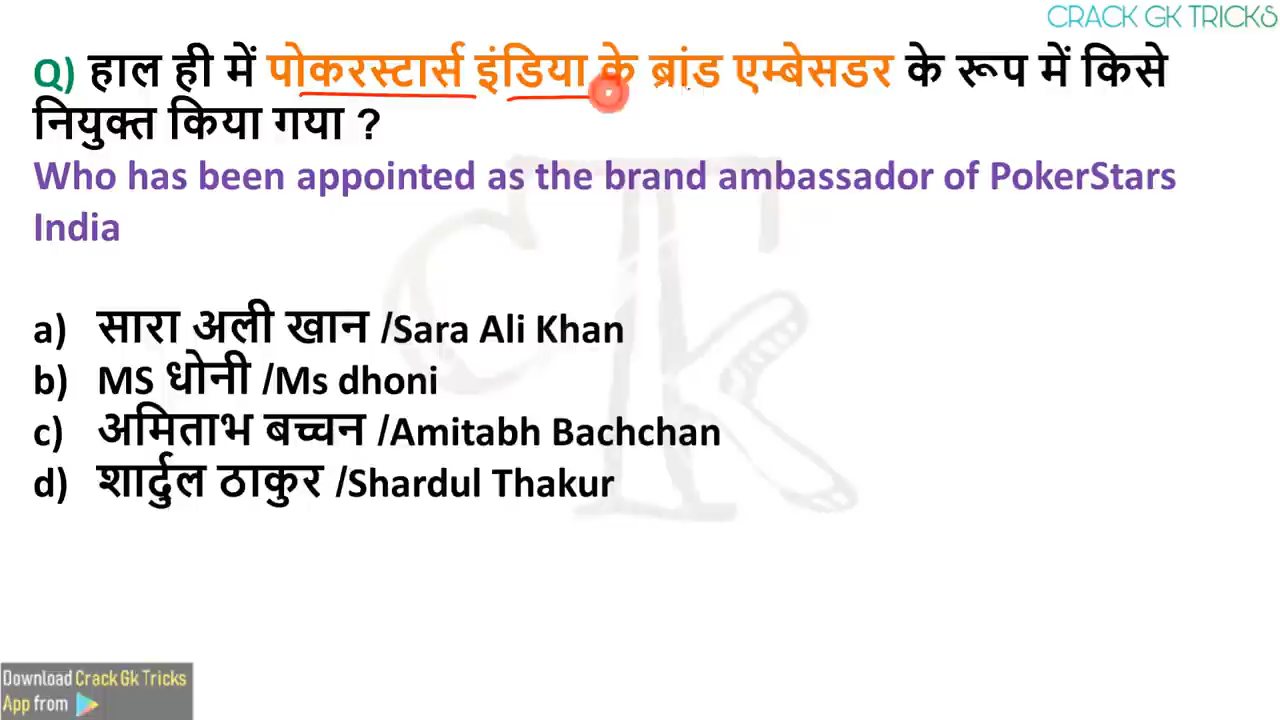 CRACK GK TRICKS
Q) हाल ही में पोकरस्टार्स इंडिया के ब्रांड एम्बेसडर के रूप में किसे
नियुक्त किया गया ?
Who has been appointed as the brand ambassador of PokerStars
India
a) सारा अली खान /Sara Ali Khan
b) MS धोनी /Ms dhoni
c) अमिताभ बच्चन /Amitabh Bachchan
d) शार्दुल ठाकुर /Shardul Thakur
Download Crack Gk Tricks
App from